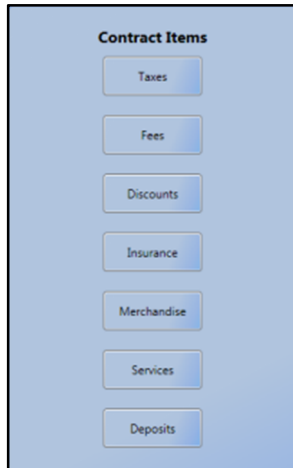 Contract Items
Taxes
Fees
Discounts
Insurance
Merchandise
Services
Deposits